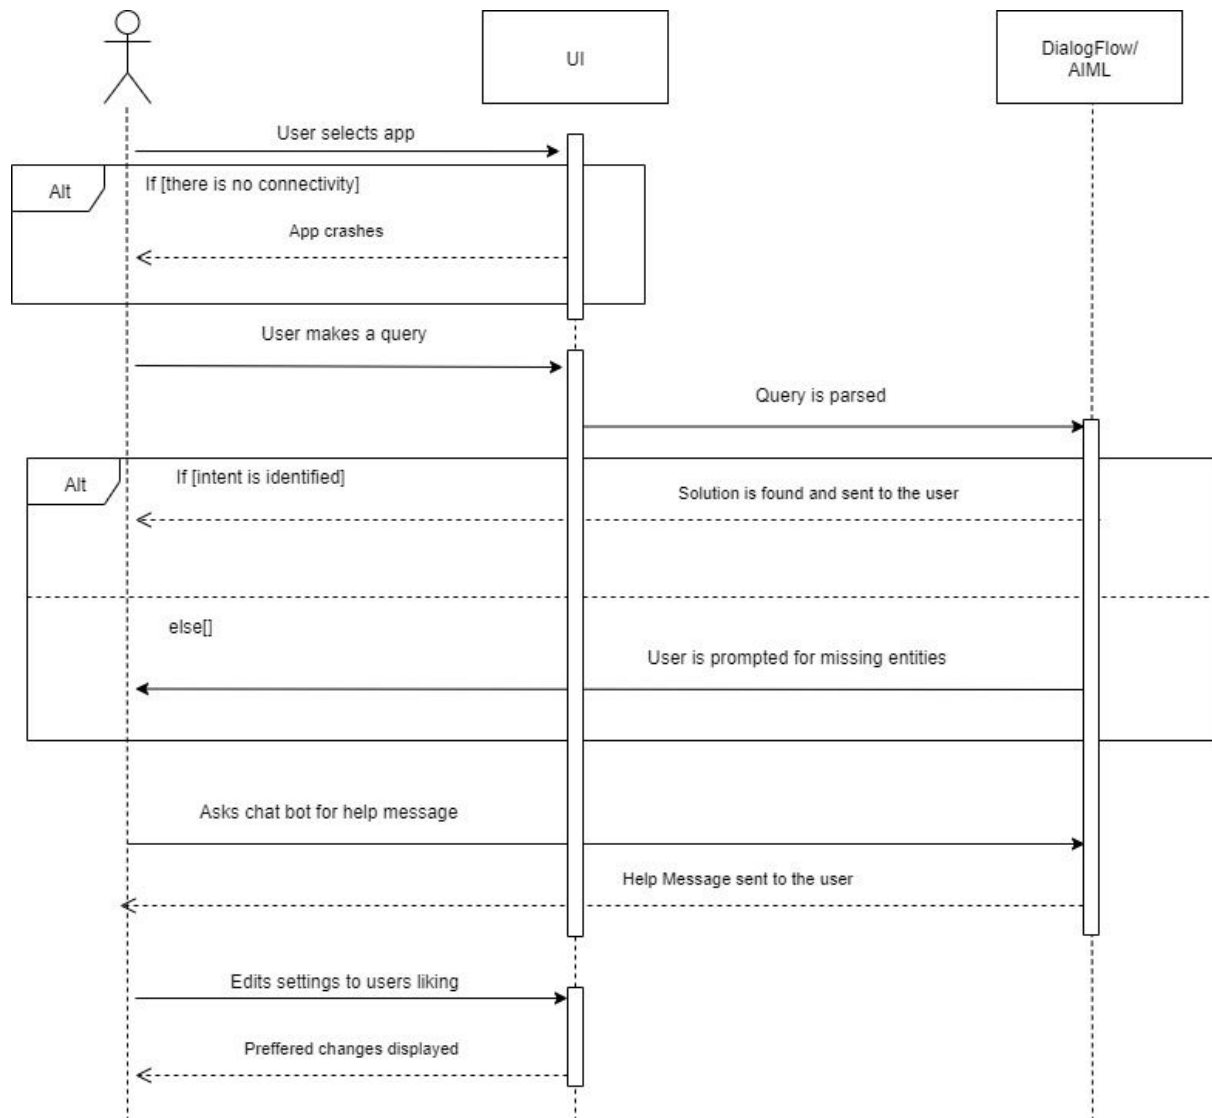 UI
DialogFlow/
AIML
User selects app
Alt
If [there is no connectivity]
App crashes
User makes a query
Query is parsed
Alt
If [intent is identified]
Solution is found and sent to the user
else[]
User is prompted for missing entities
Asks chat bot for help message
Help Message sent to the user
Edits settings to users liking
Preffered changes displayed